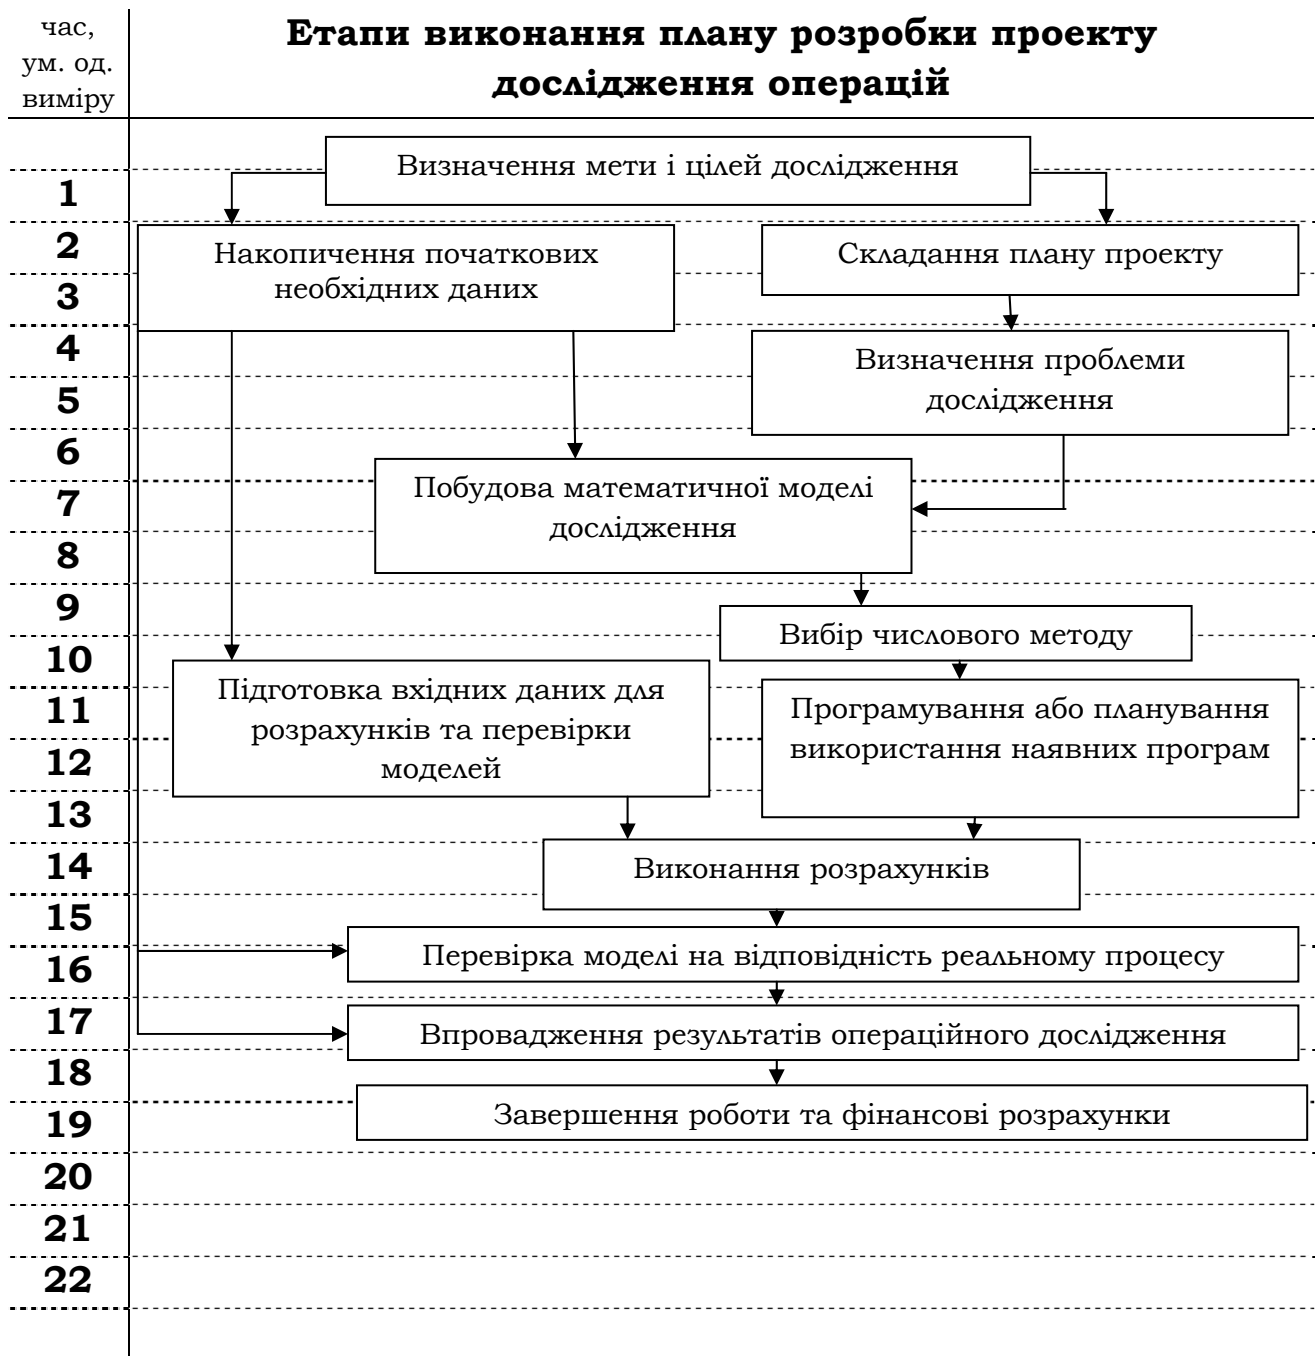 час,
ум. од.
виміру
Етапи виконання плану розробки проекту
дослідження операцій
Визначення мети і цілей дослідження
1
2
Накопичення початкових
необхідних даних
Складання плану проекту
3
4
Визначення проблеми
дослідження
5
6
7
Побудова математичної моделі
дослідження
8
9
Вибір числового методу
10
Підготовка вхідних даних для
розрахунків та перевірки
моделей
11
Програмування або планування
використання наявних програм
12
13
14
Виконання розрахунків
15
Перевірка моделі на відповідність реальному процесу
16
17
Впровадження результатів операційного дослідження
18
Завершення роботи та фінансові розрахунки
19
20
21
22